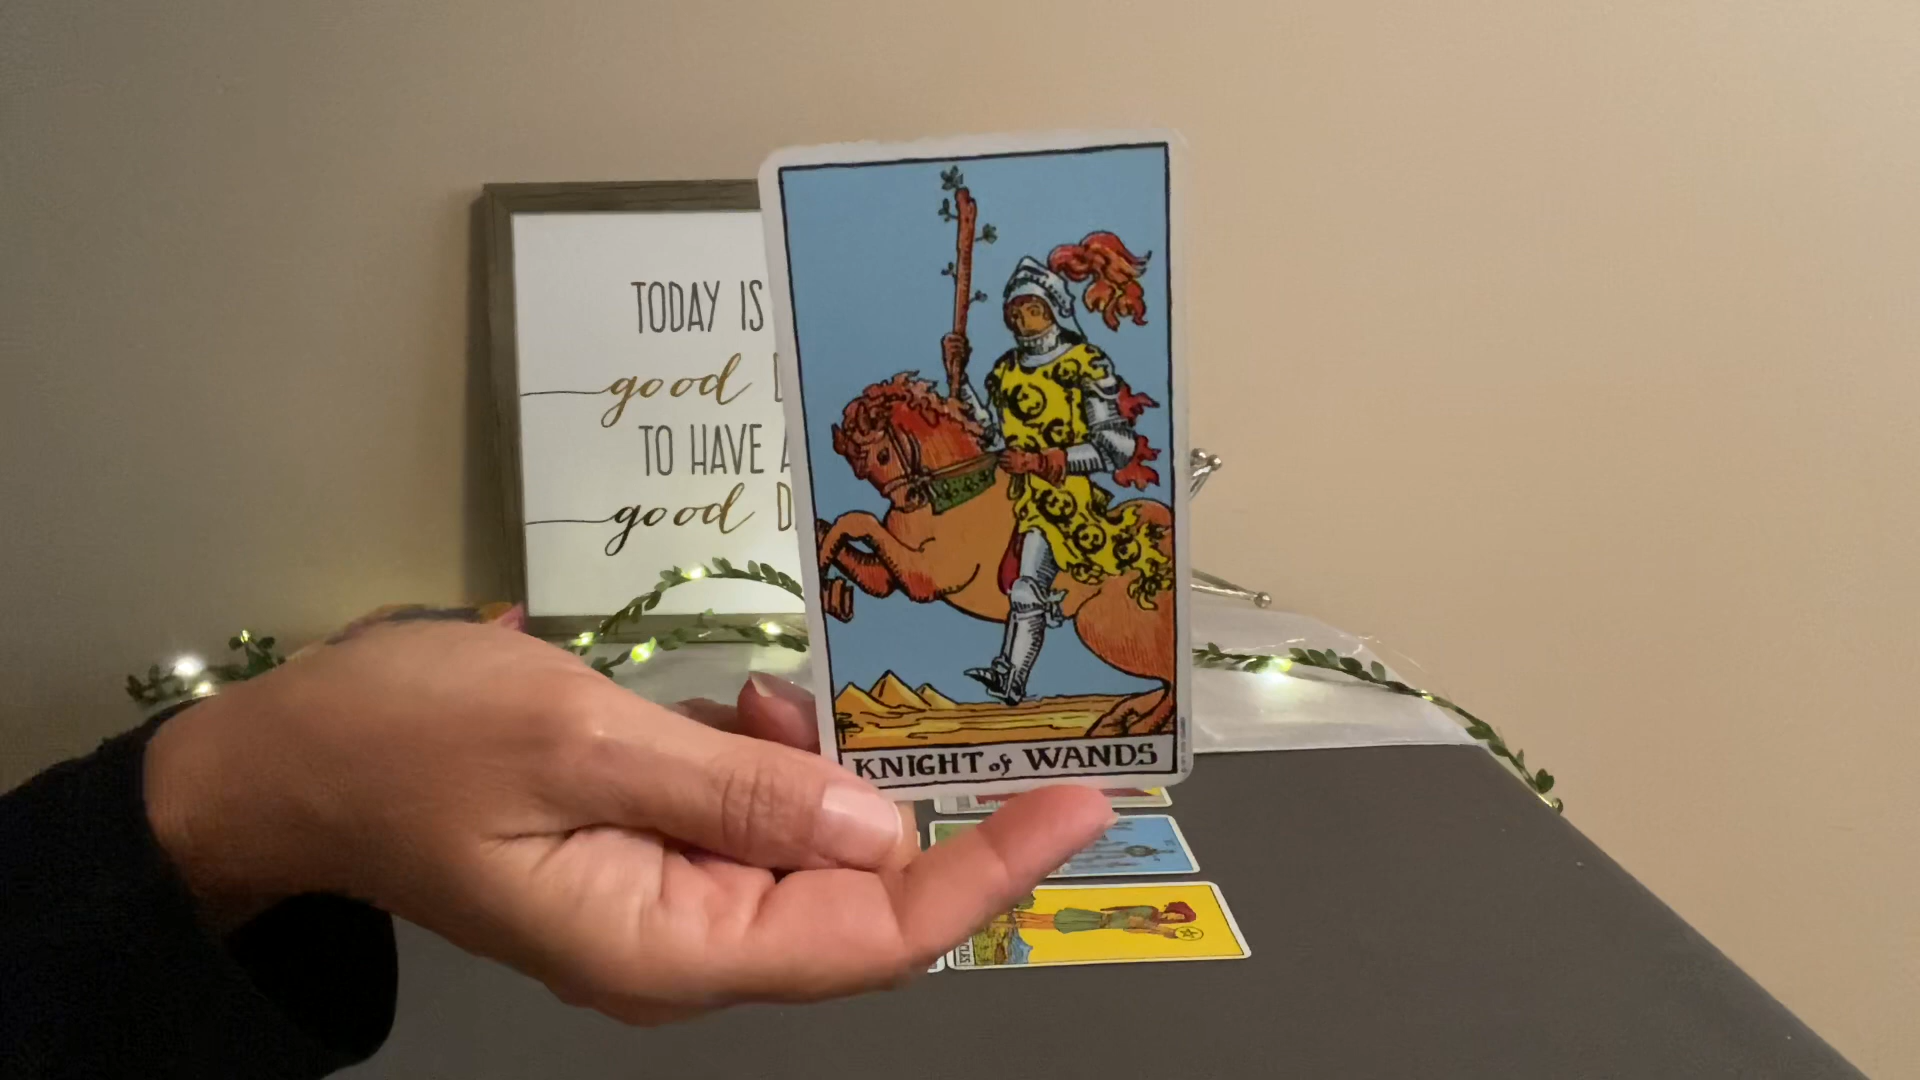 TODAY IS
good
TO HAVE A
good D
KNIGHT of WANDS